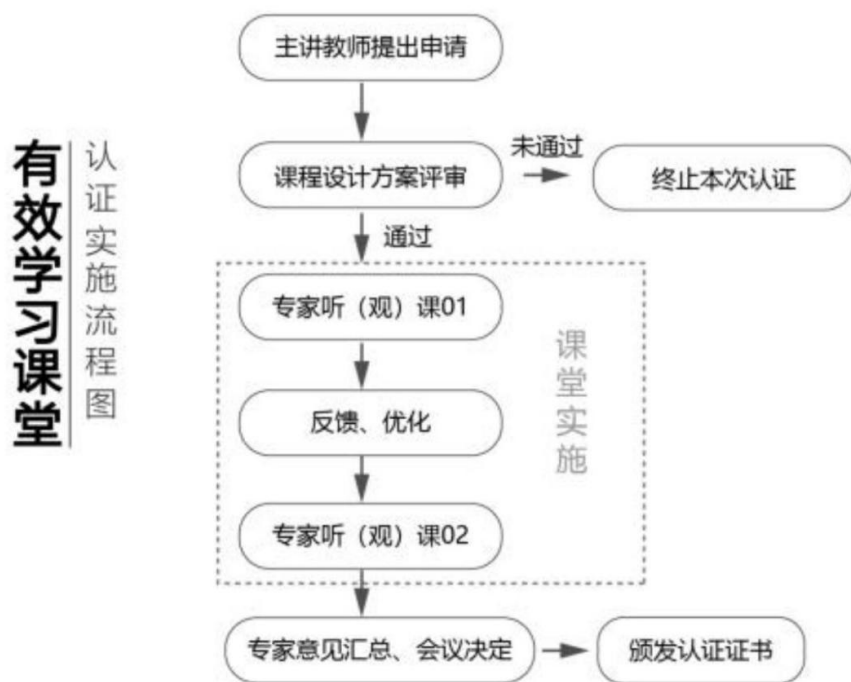 有效学习课堂
认证实施流程图
主讲教师提出申请
课程设计方案评审
未通过
终止本次认证
通过
专家听（观）课01
反馈、优化
专家听（观）课02
课堂实施
专家意见汇总、会议决定
颁发认证证书